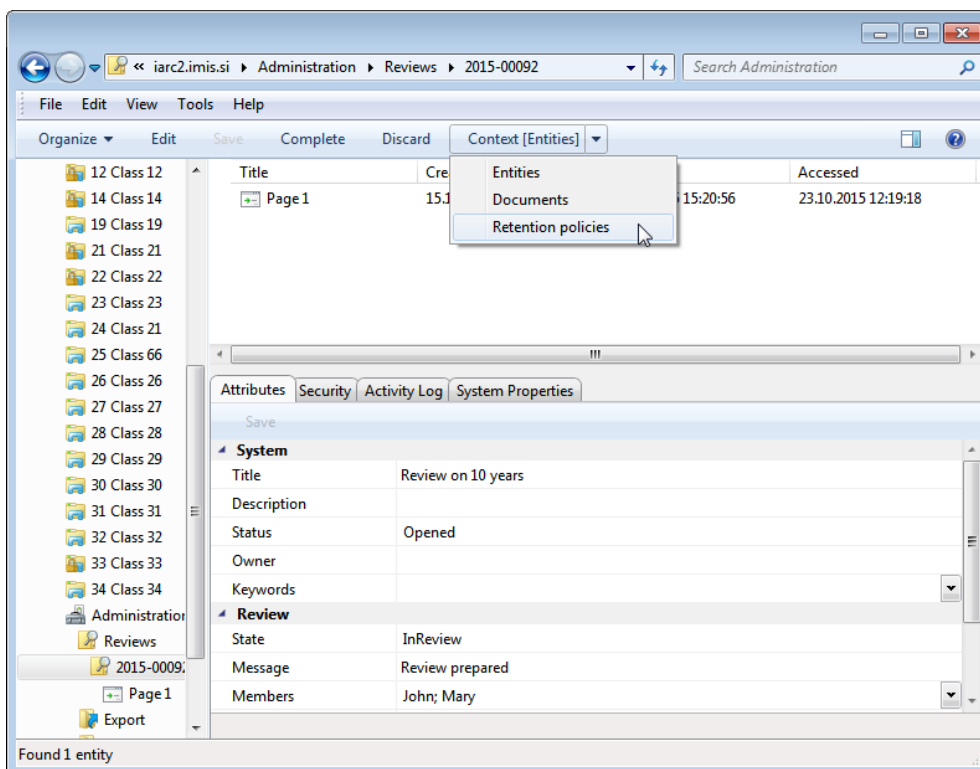 « iarc2.imis.si ▸ Administration ▸ Reviews ▸ 2015-00092
Search Administration
File Edit View Tools Help
Organize Edit Save Complete Discard Context [Entities]
Entities
Documents
Retention policies
Title Cre Accessed
Page 1 15.1 15:20:56 23.10.2015 12:19:18
12 Class 12
14 Class 14
19 Class 19
21 Class 21
22 Class 22
23 Class 23
24 Class 21
25 Class 66
26 Class 26
27 Class 27
28 Class 28
29 Class 29
30 Class 30
31 Class 31
32 Class 32
33 Class 33
34 Class 34
Administration
Reviews
2015-00092
Page 1
Export
Attributes Security Activity Log System Properties
Save
System
Title Review on 10 years
Description
Status Opened
Owner
Keywords
Review
State InReview
Message Review prepared
Members John; Mary
Found 1 entity